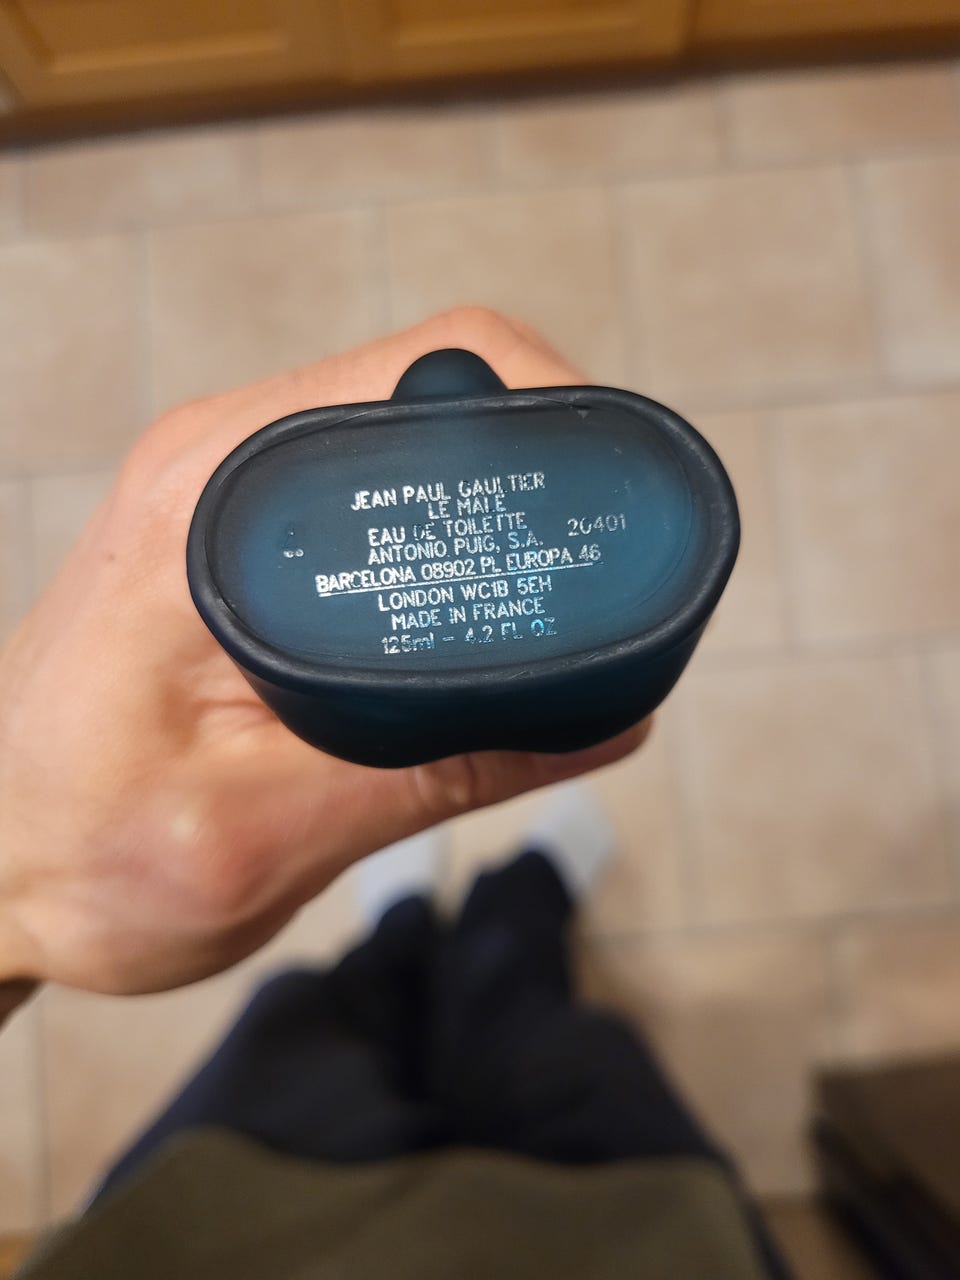 JEAN PAUL GAULTIER
LE MALE
EAU DE TOILETTE
ANTONIO PUIG, S.A.
20401
BARCELONA 08902 PL EUROPA 46
LONDON WC1B 5EH
MADE IN FRANCE
125ml - 4.2 FL OZ